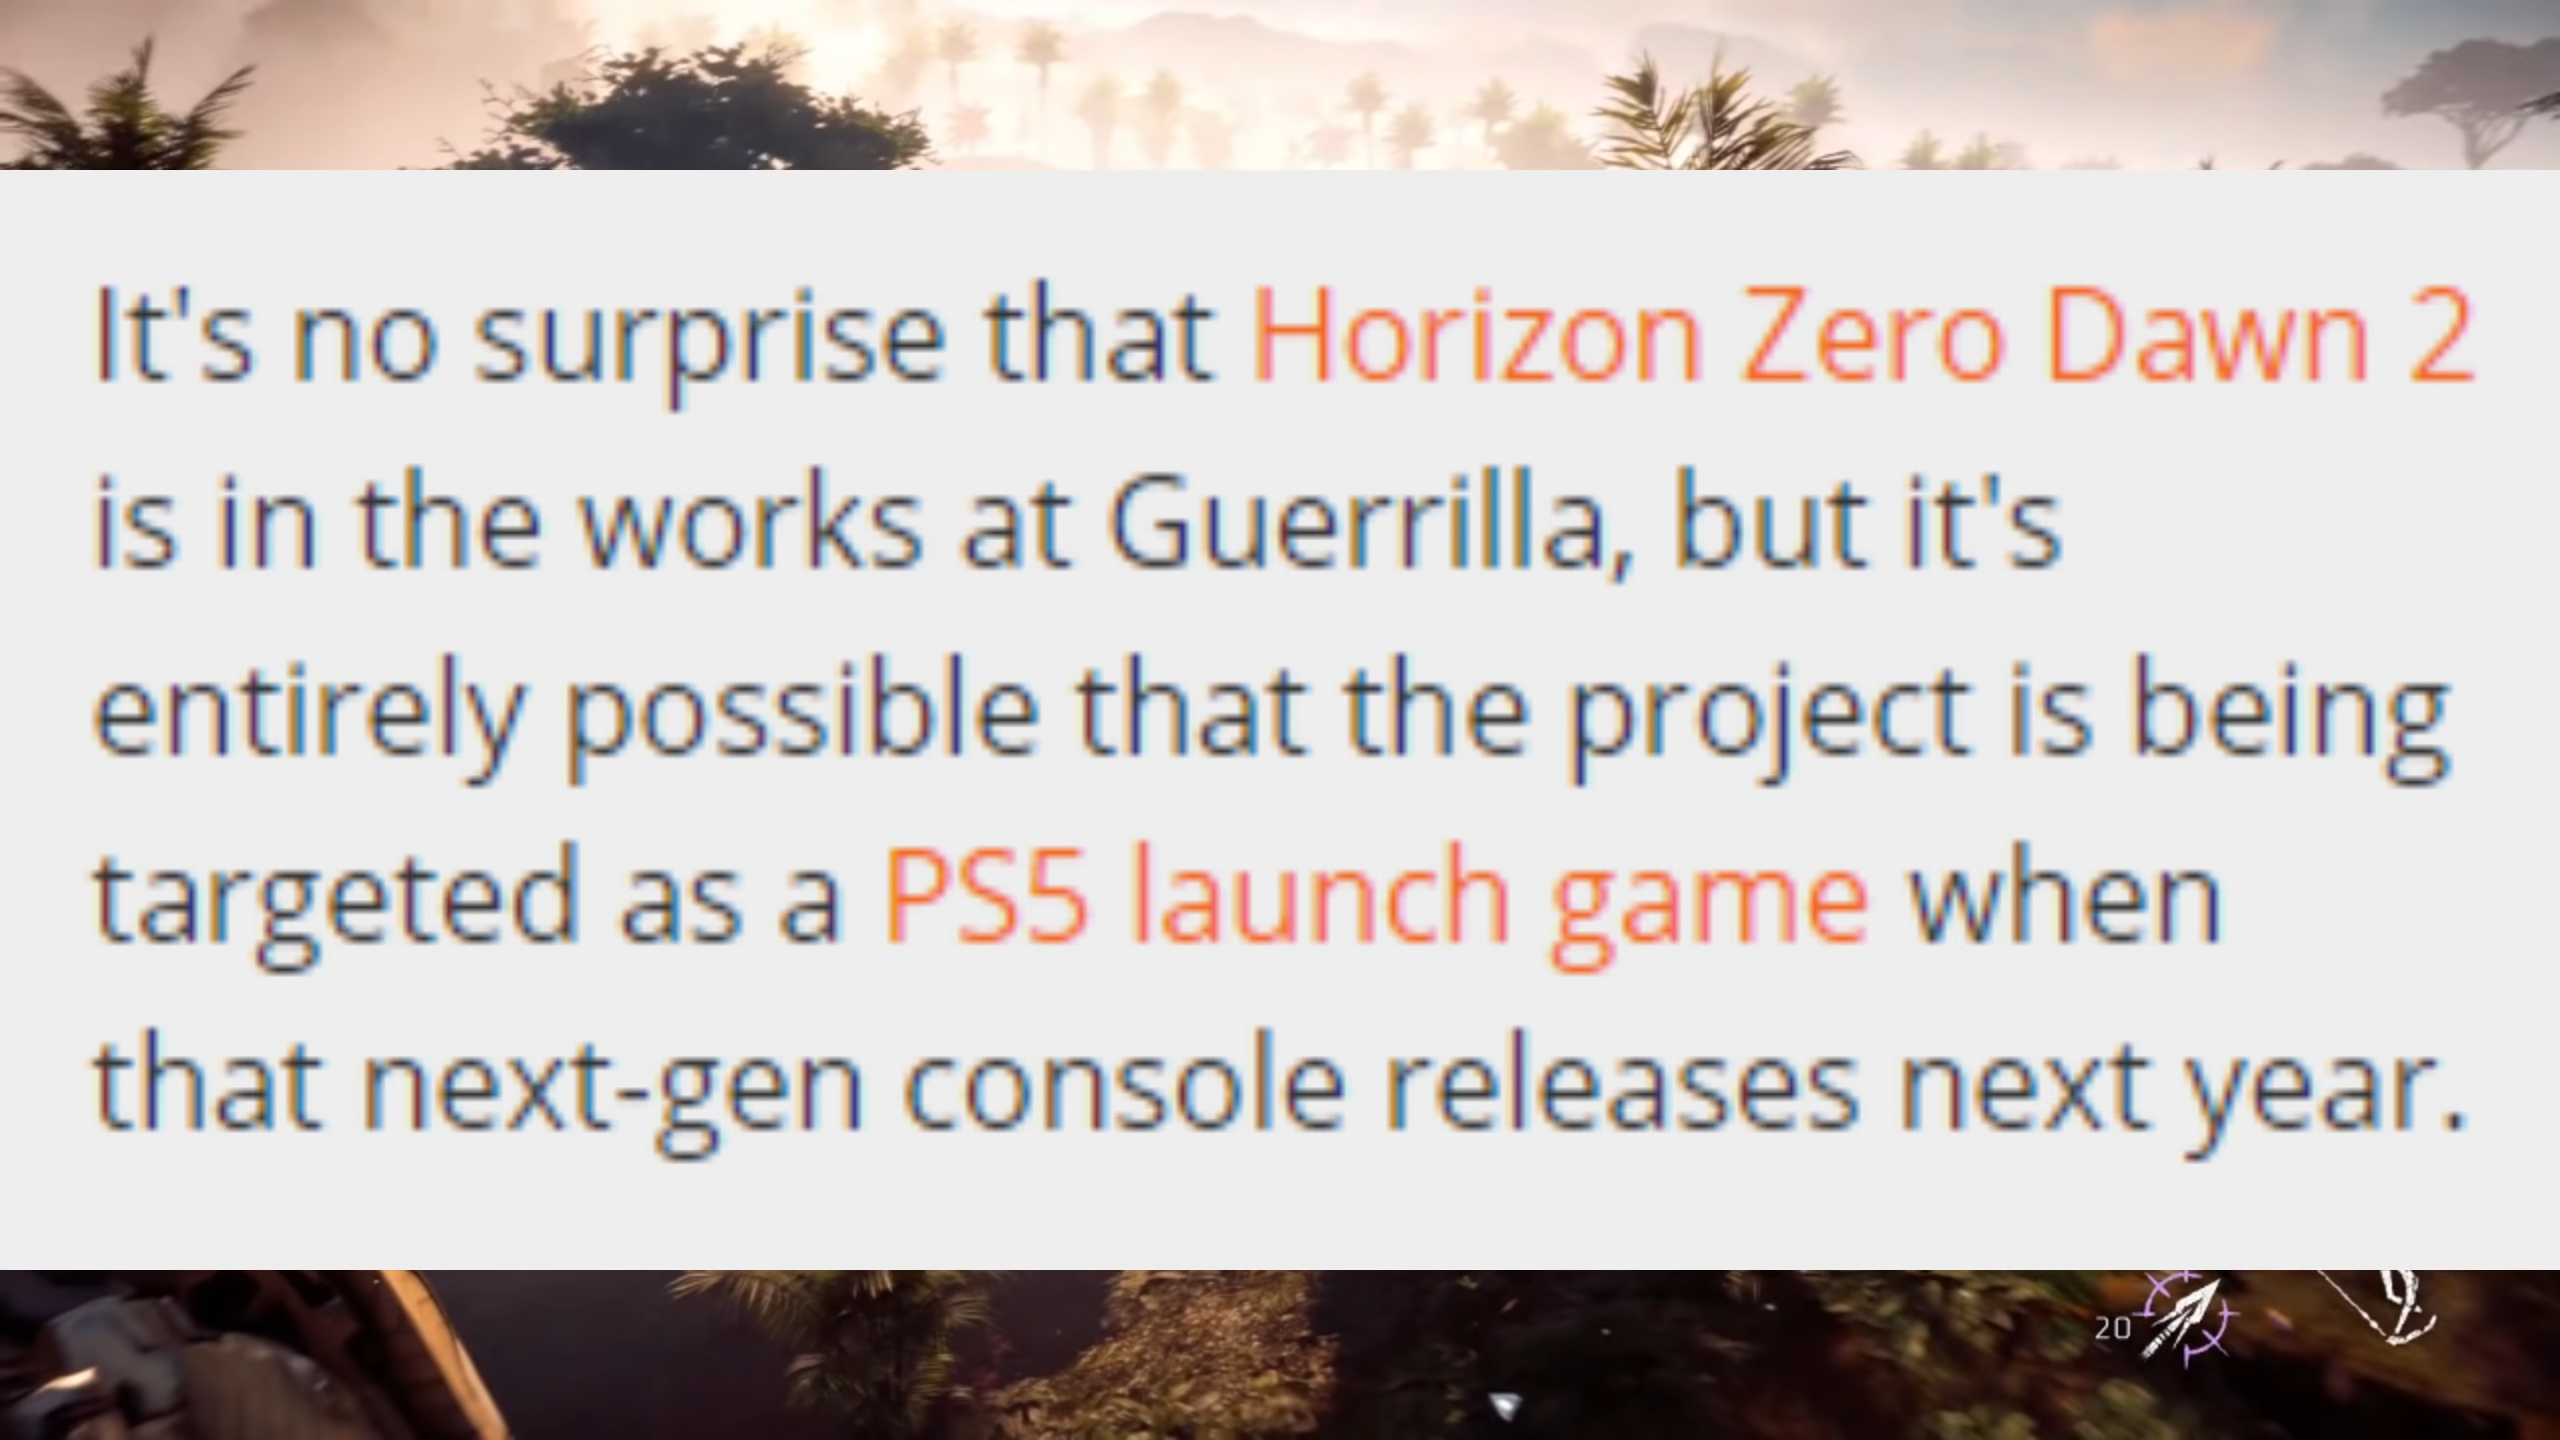 It's no surprise that Horizon Zero Dawn 2
is in the works at Guerrilla, but it's
entirely possible that the project is being
targeted as a PS5 launch game when
that next-gen console releases next year.
20